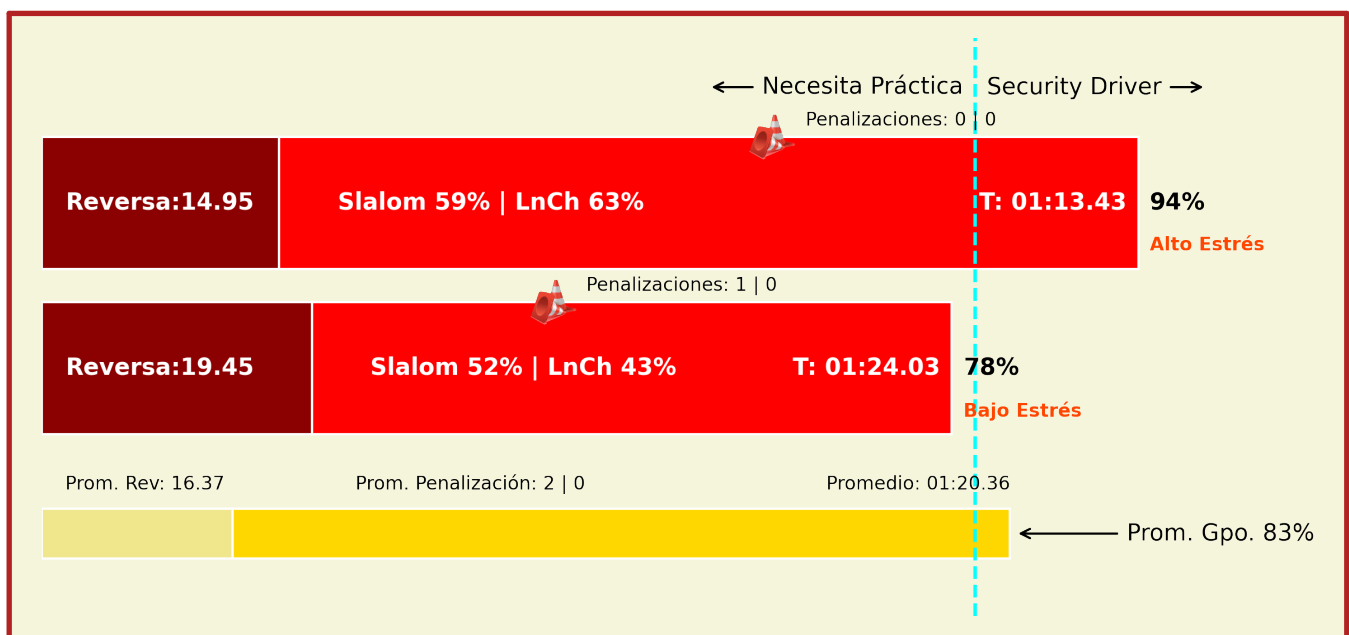 Necesita Práctica Security Driver
Penalizaciones: 0 | 0
Reversa:14.95 Slalom 59% | LnCh 63% T: 01:13.43 94%
Alto Estrés
Penalizaciones: 1 | 0
Reversa:19.45 Slalom 52% | LnCh 43% T: 01:24.03 78%
Bajo Estrés
Prom. Rev: 16.37 Prom. Penalización: 2 | 0 Promedio: 01:20.36
Prom. Gpo. 83%